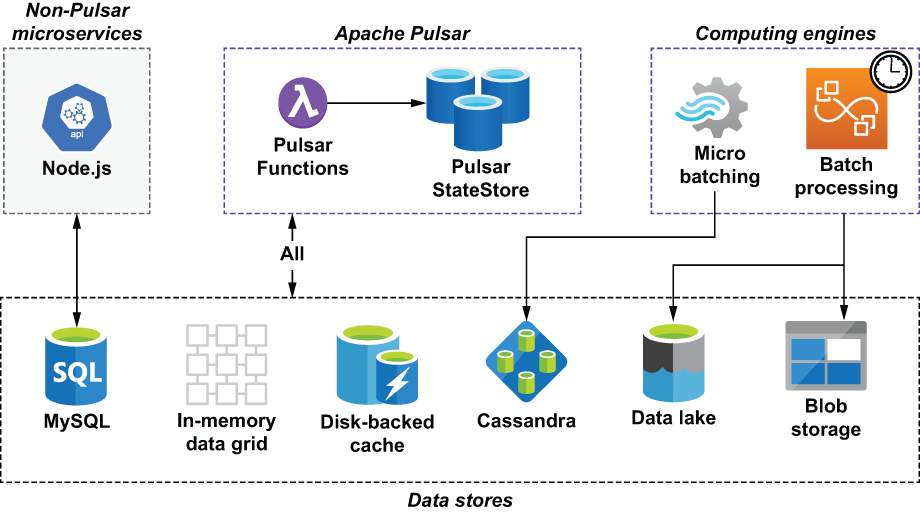 Non-Pulsar
microservices
Apache Pulsar
Computing engines
api
Node.js
λ
Pulsar
Functions
Pulsar
StateStore
Micro
batching
Batch
processing
All
SQL
MySQL
In-memory
data grid
Disk-backed
cache
Cassandra
Data lake
Blob
storage
Data stores